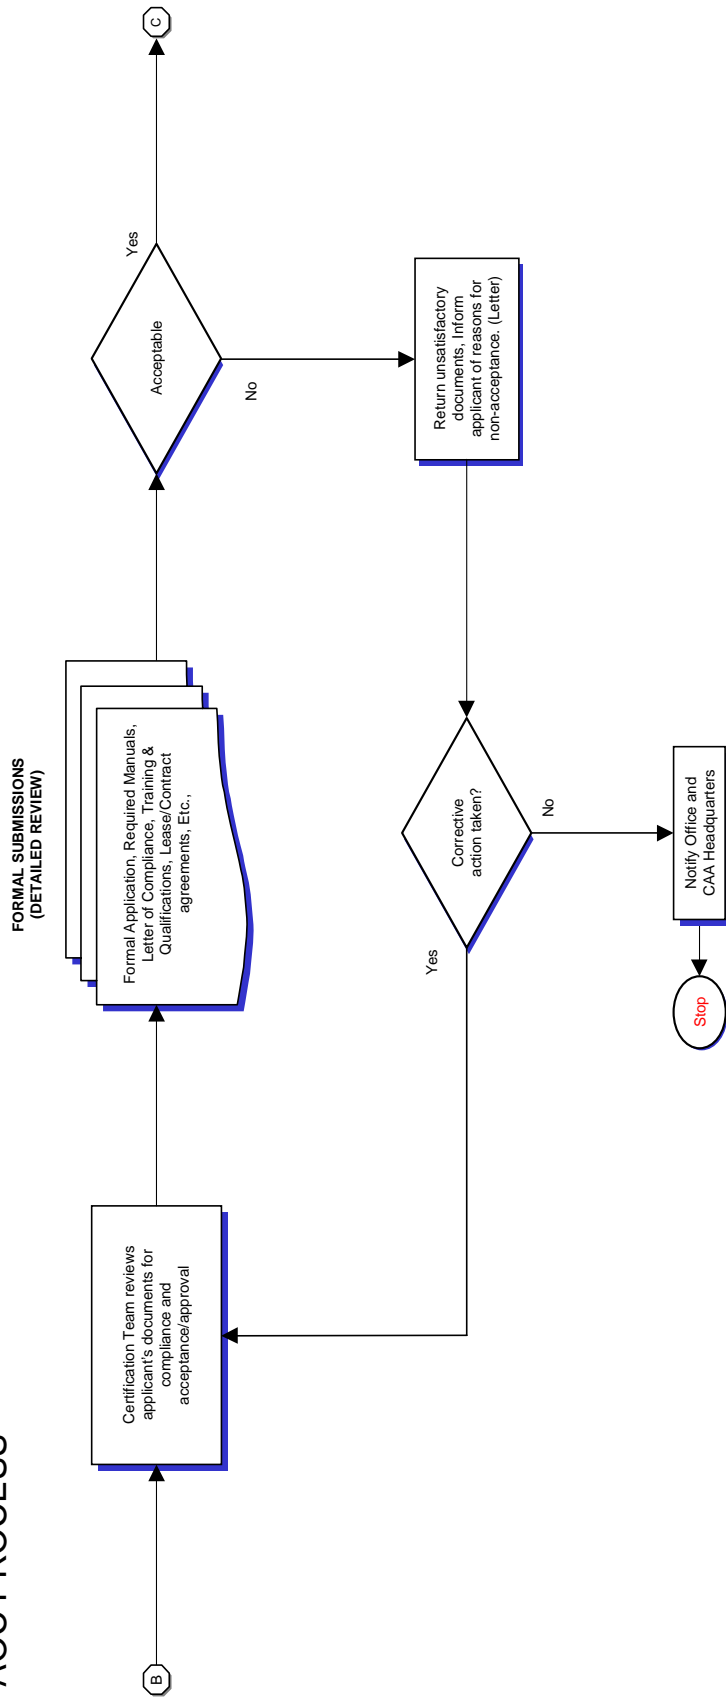 AOC PROCESS
FORMAL SUBMISSIONS
(DETAILED REVIEW)
B
Certification Team reviews
applicant's documents for
compliance and
acceptance/approval
Formal Application, Required Manuals,
Letter of Compliance, Training &
Qualifications, Lease/Contract
agreements, Etc.,
Acceptable
Yes
C
No
Return unsatisfactory
documents, Inform
applicant of reasons for
non-acceptance. (Letter)
Corrective
action taken?
Yes
No
Notify Office and
CAA Headquarters
Stop